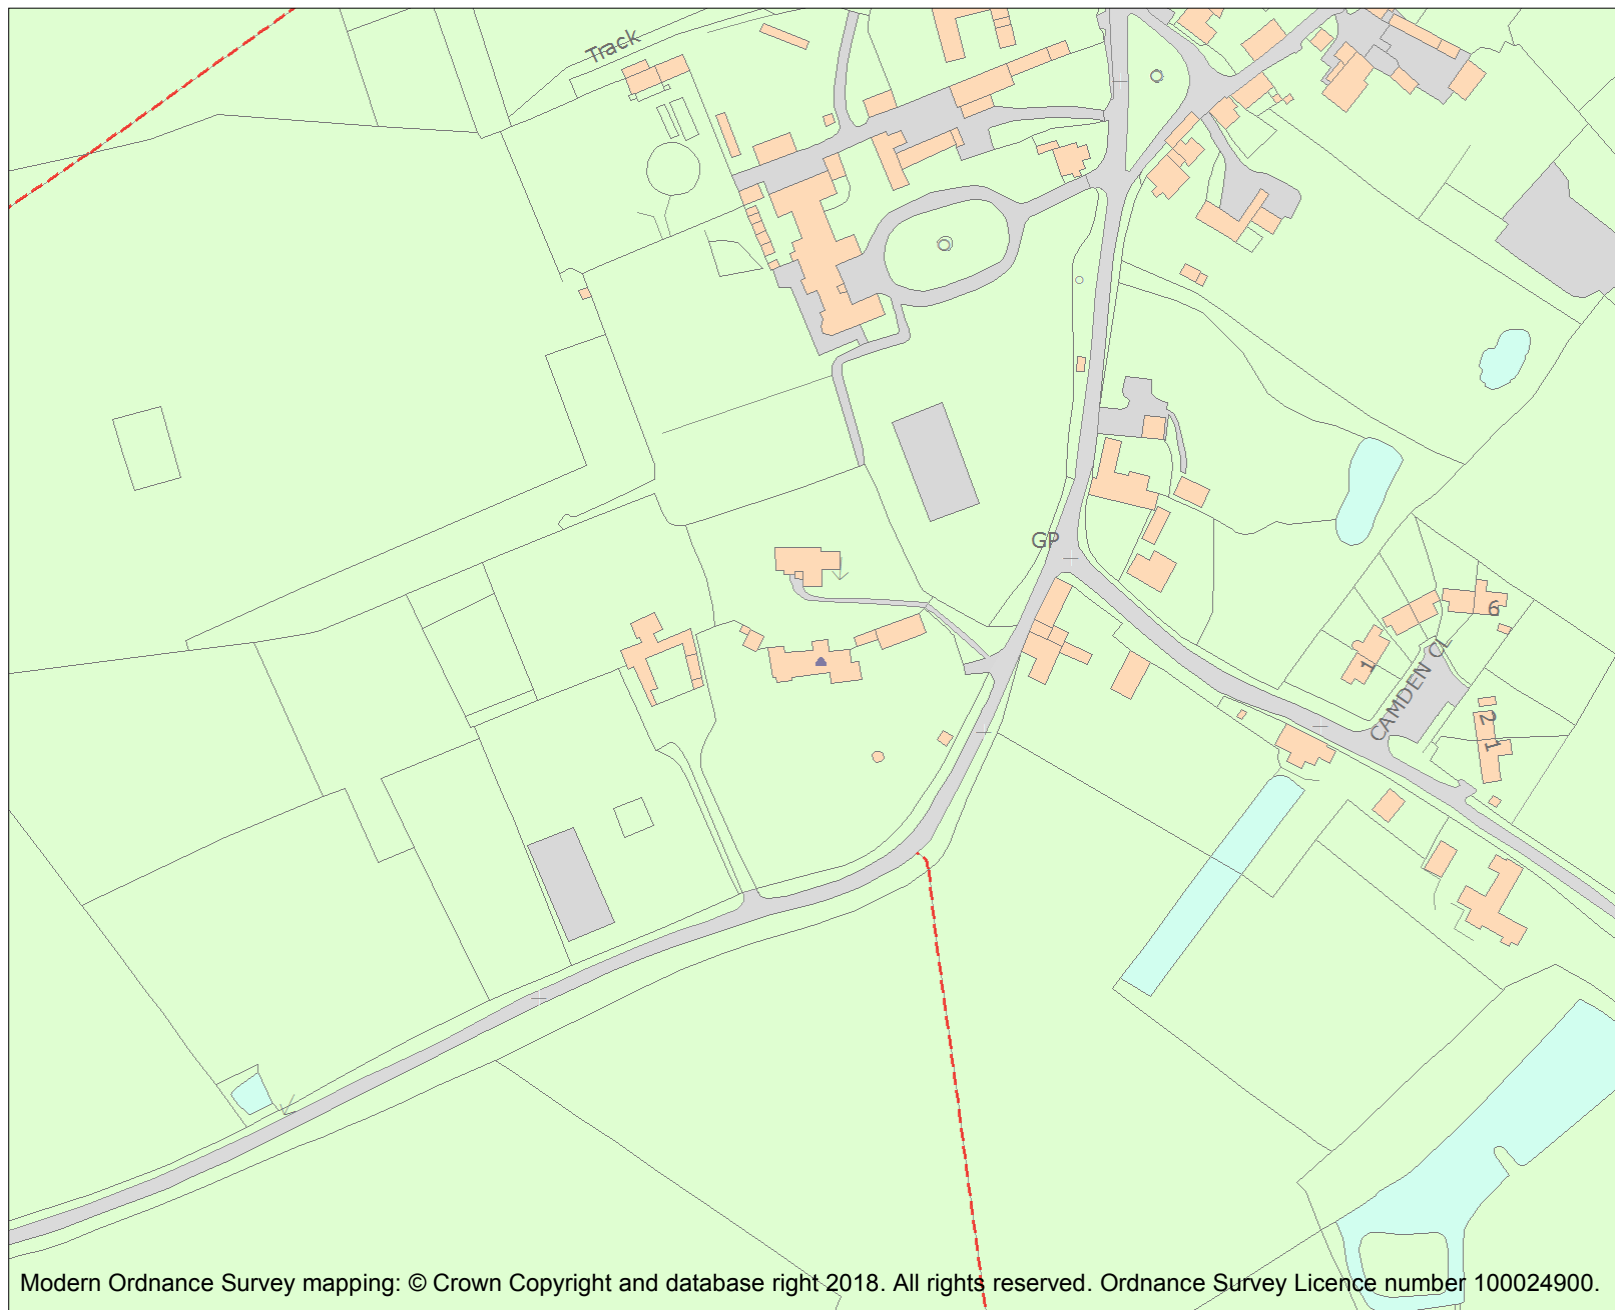 Track
GP
6
1
CAMDEN CL
2
1
Modern Ordnance Survey mapping: © Crown Copyright and database right 2018. All rights reserved. Ordnance Survey Licence number 100024900.